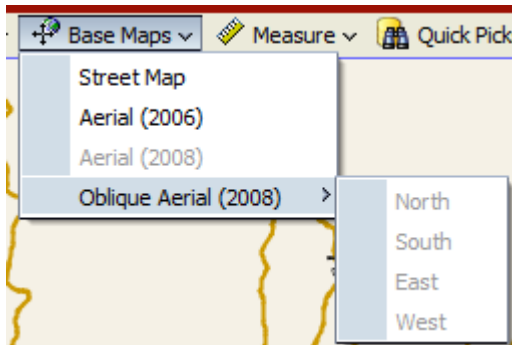 Base Maps Measure Quick Pick
Street Map
Aerial (2006)
Aerial (2008)
Oblique Aerial (2008)
North
South
East
West